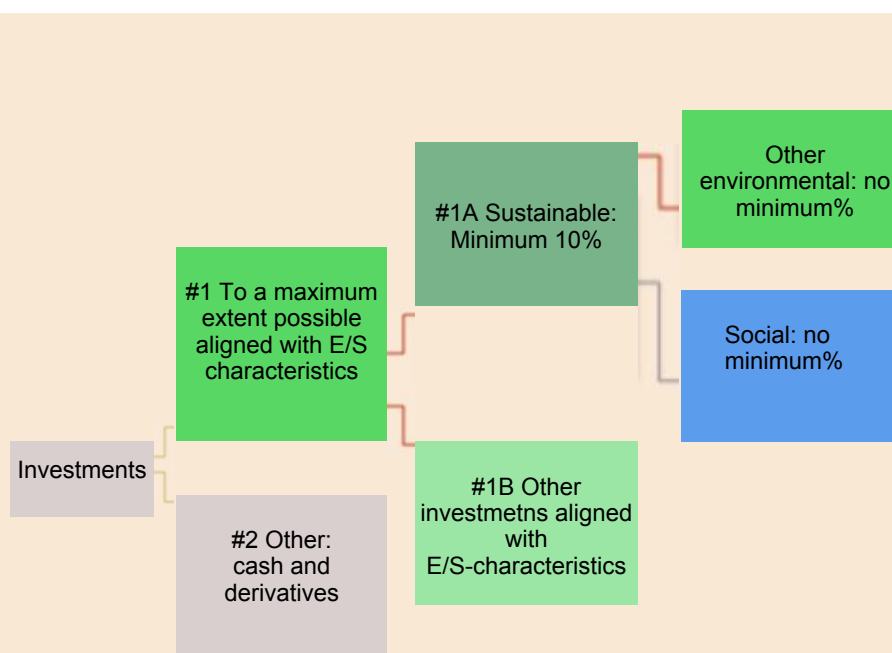 Investments
#1 To a maximum
extent possible
aligned with E/S
characteristics
#2 Other:
cash and
derivatives
#1A Sustainable:
Minimum 10%
#1B Other
investmetns aligned
with
E/S-characteristics
Other
environmental: no
minimum%
Social: no
minimum%